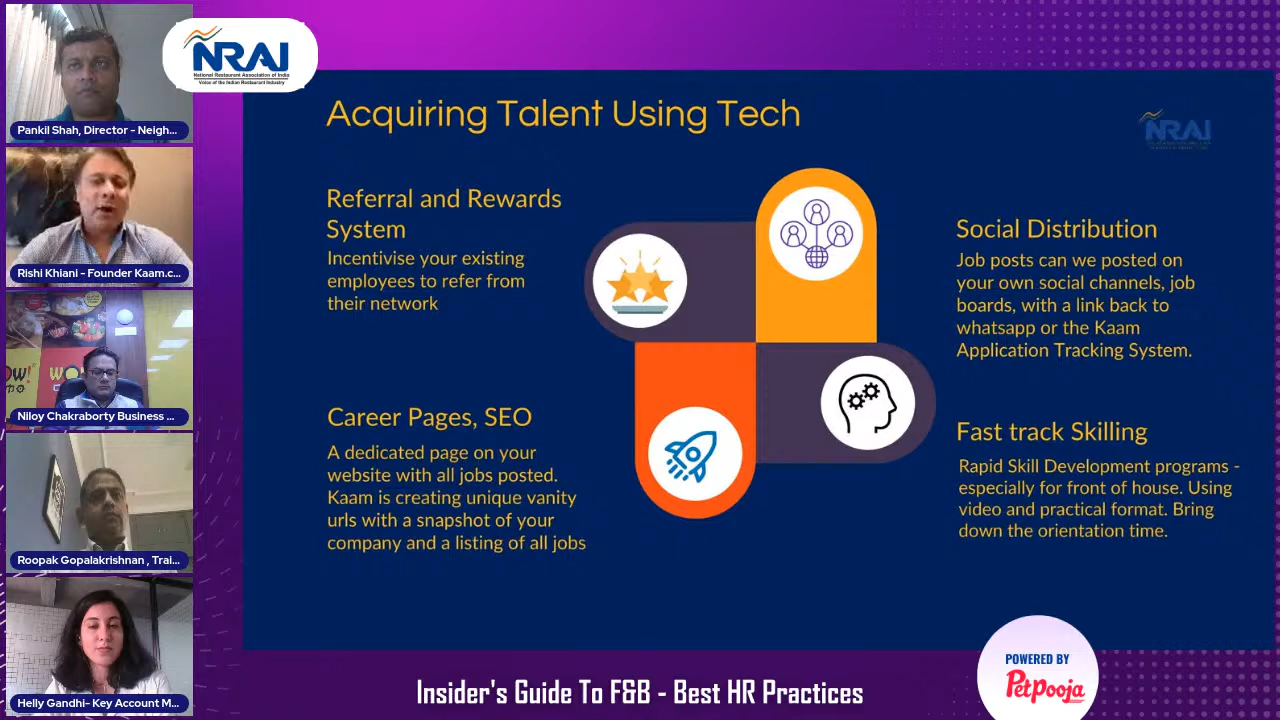 NRAI
National Restaurant Association of India
Voice of the Indian Restaurant Industry
Pankil Shah, Director - Neigh...
Rishi Khiani - Founder Kaam.c...
Niloy Chakraborty Business ...
Roopak Gopalakrishnan , Trai...
Helly Gandhi- Key Account M...
Acquiring Talent Using Tech
NRAI
Referral and Rewards
System
Incentivise your existing
employees to refer from
their network
Social Distribution
Job posts can we posted on
your own social channels, job
boards, with a link back to
whatsapp or the Kaam
Application Tracking System.
Career Pages, SEO
A dedicated page on your
website with all jobs posted.
Kaam is creating unique vanity
urls with a snapshot of your
company and a listing of all jobs
Fast track Skilling
Rapid Skill Development programs -
especially for front of house. Using
video and practical format. Bring
down the orientation time.
Insider's Guide To F&B - Best HR Practices
POWERED BY
Petpooja